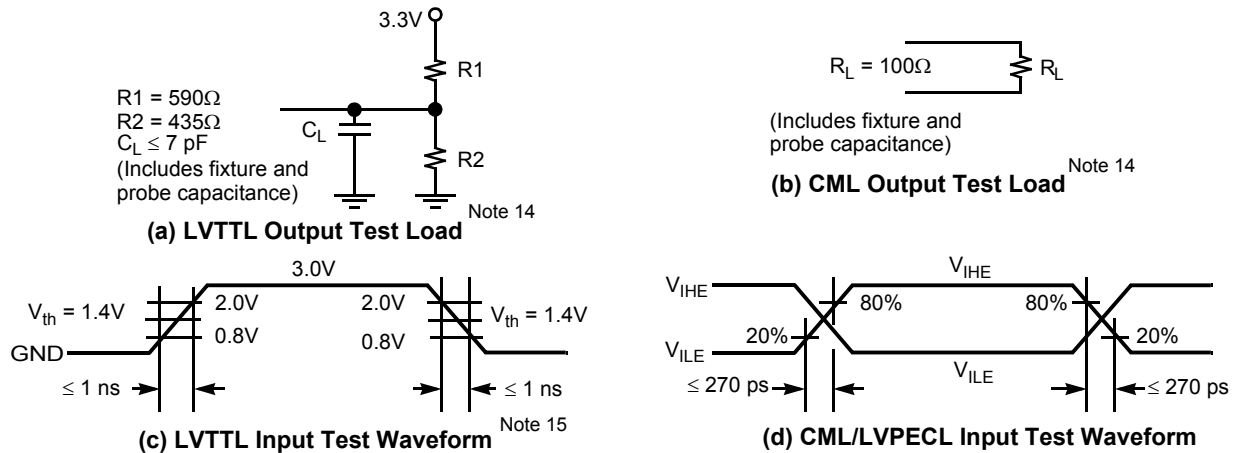 3.3V
R1
R1 = 590Ω
R2 = 435Ω
C_L ≤ 7 pF
(Includes fixture and
probe capacitance)
C_L
R2
Note 14
(a) LVTTL Output Test Load
R_L = 100Ω
R_L
(Includes fixture and
probe capacitance)
Note 14
(b) CML Output Test Load
3.0V
V_th = 1.4V
2.0V
0.8V
2.0V
0.8V
V_th = 1.4V
GND
≤ 1 ns
≤ 1 ns
Note 15
(c) LVTTL Input Test Waveform
V_IHE
V_IHE
80%
80%
20%
20%
V_ILE
V_ILE
≤ 270 ps
≤ 270 ps
(d) CML/LVPECL Input Test Waveform